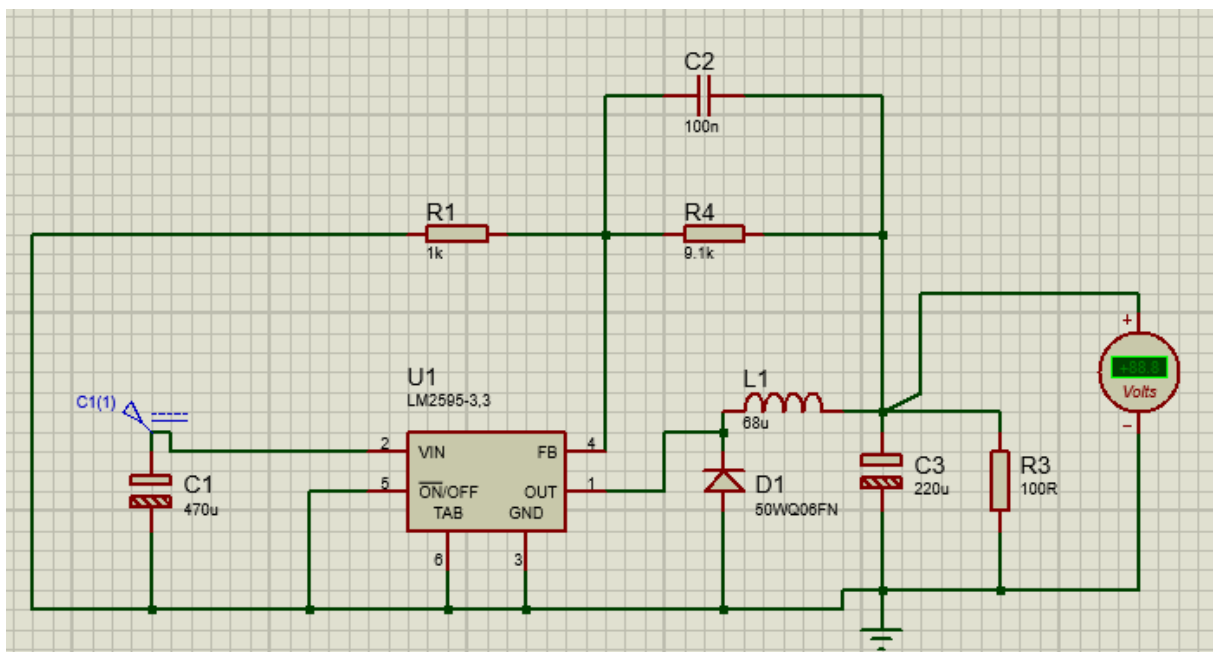 C2
100n
R1
1k
R4
9.1k
U1
LM2595-3,3
C1(1)
L1
68u
+
+88.8
Volts
−
2
VIN
FB
4
5
ON/OFF
OUT
1
TAB
GND
6
3
C1
470u
D1
50WQ06FN
C3
220u
R3
100R